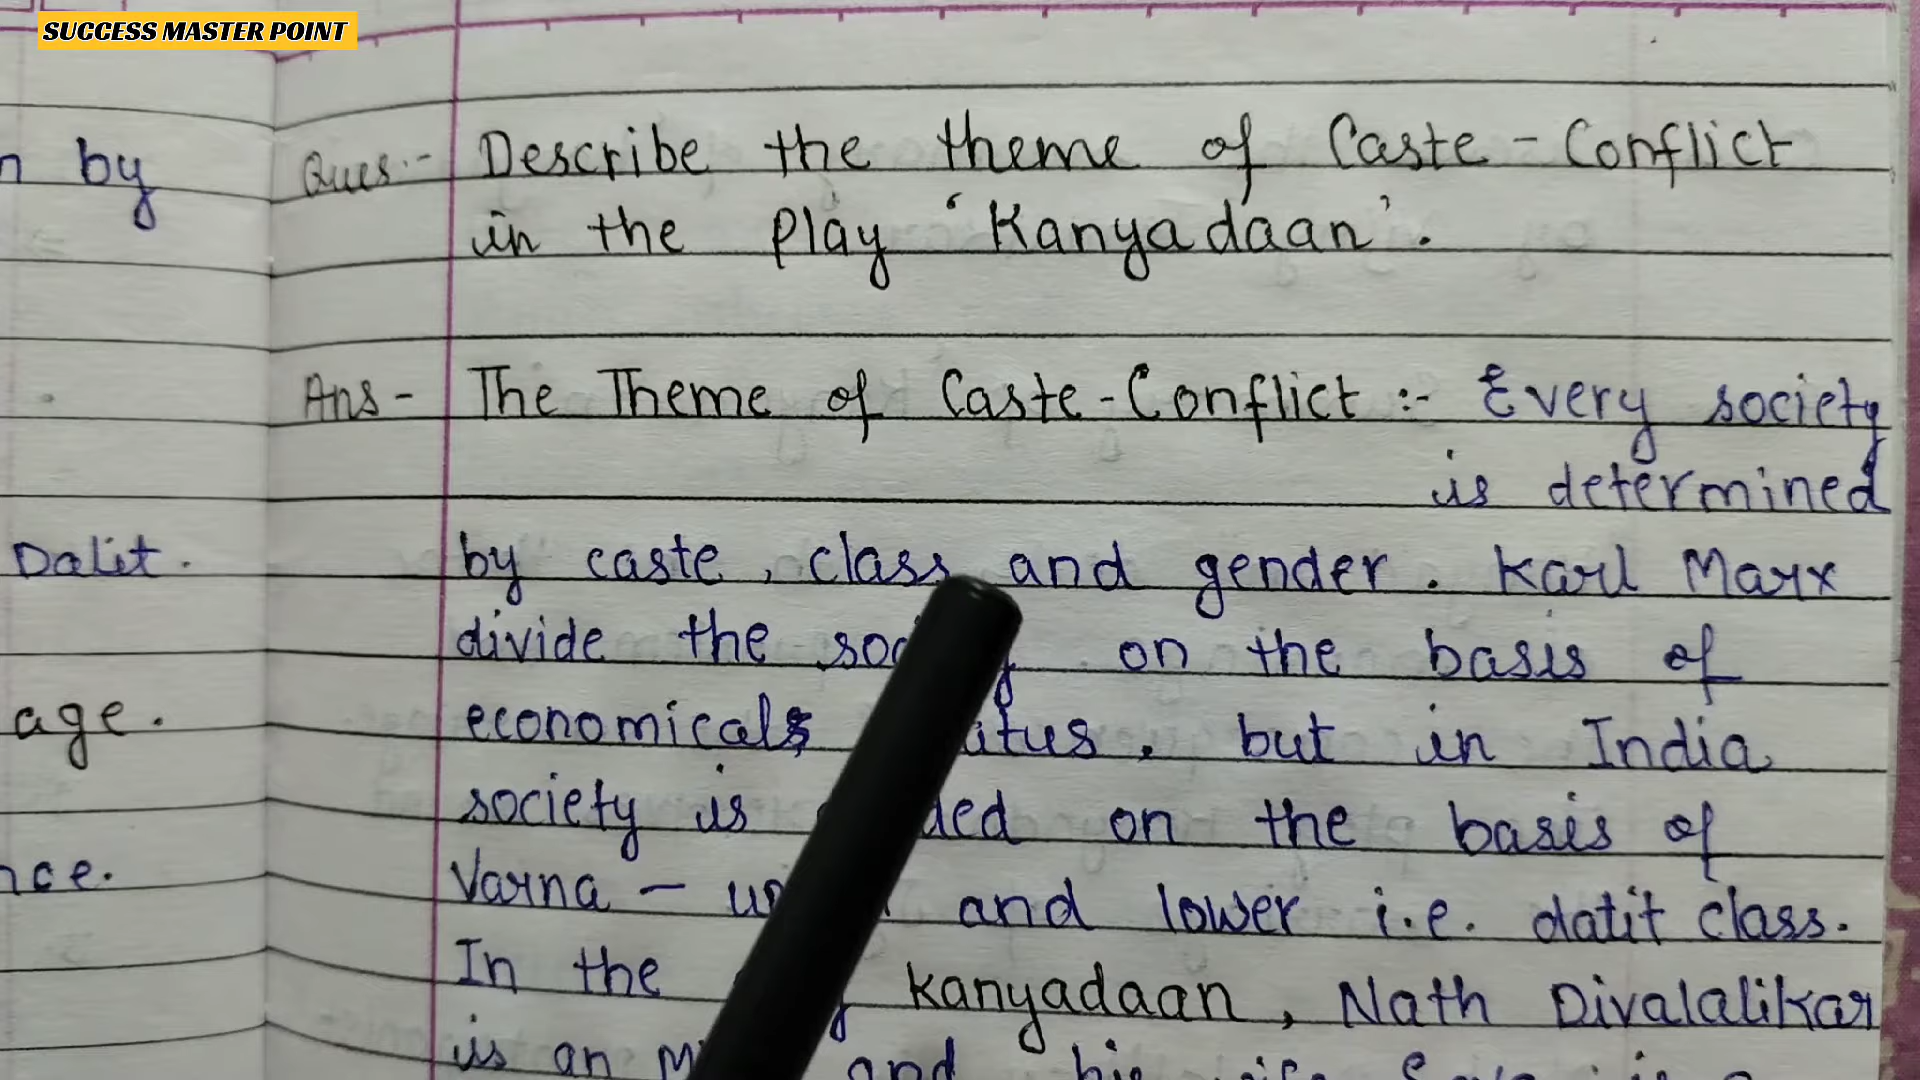 SUCCESS MASTER POINT
n by
Ques:- Describe the theme of Caste-Conflict
in the Play 'Kanyadaan'.
Ans- The Theme of Caste-Conflict :- Every society
is determined
Dalit.
by caste, class and gender. Karl Marx
divide the on the basis of
age.
economicals but in India
society is on the basis of
nce.
Varna - and lower i.e. datit class.
In the Kanyadaan, Nath Divalalikar
is an and his